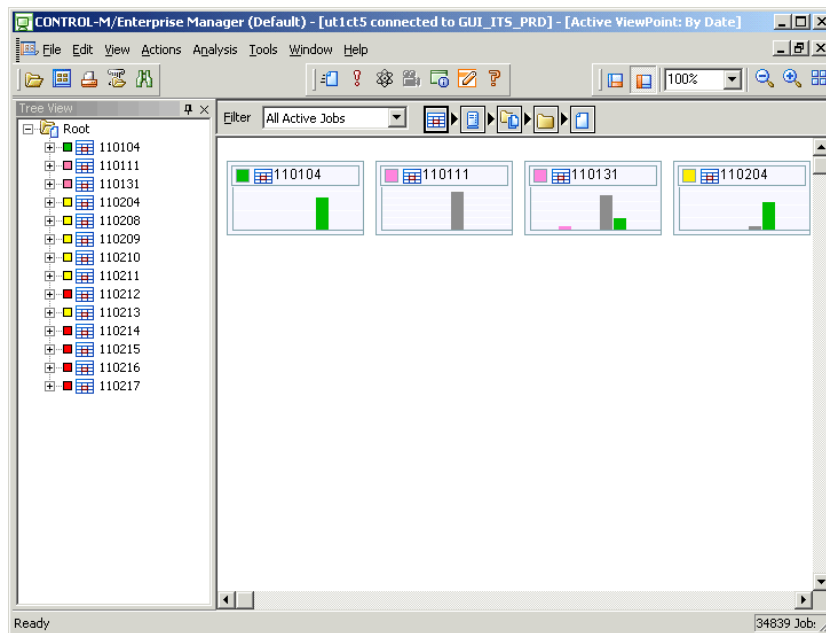 CONTROL-M/Enterprise Manager (Default) - [ut1ct5 connected to GUI_ITS_PRD] - [Active ViewPoint: By Date]
File Edit View Actions Analysis Tools Window Help
100%
Tree View
Filter All Active Jobs
Root
110104
110111
110131
110204
110208
110209
110210
110211
110212
110213
110214
110215
110216
110217
110104 110111 110131 110204
Ready 34839 Job: